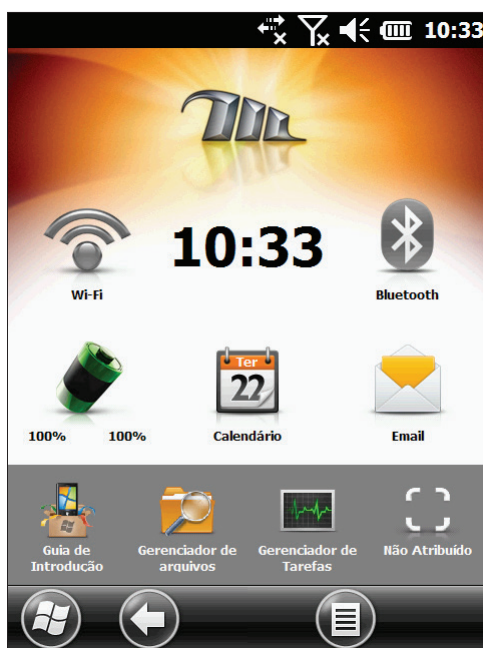 10:33
10:33
Wi-Fi
Bluetooth
Ter
22
100% 100% Calendário Email
Guia de Introdução
Gerenciador de arquivos
Gerenciador de Tarefas
Não Atribuído